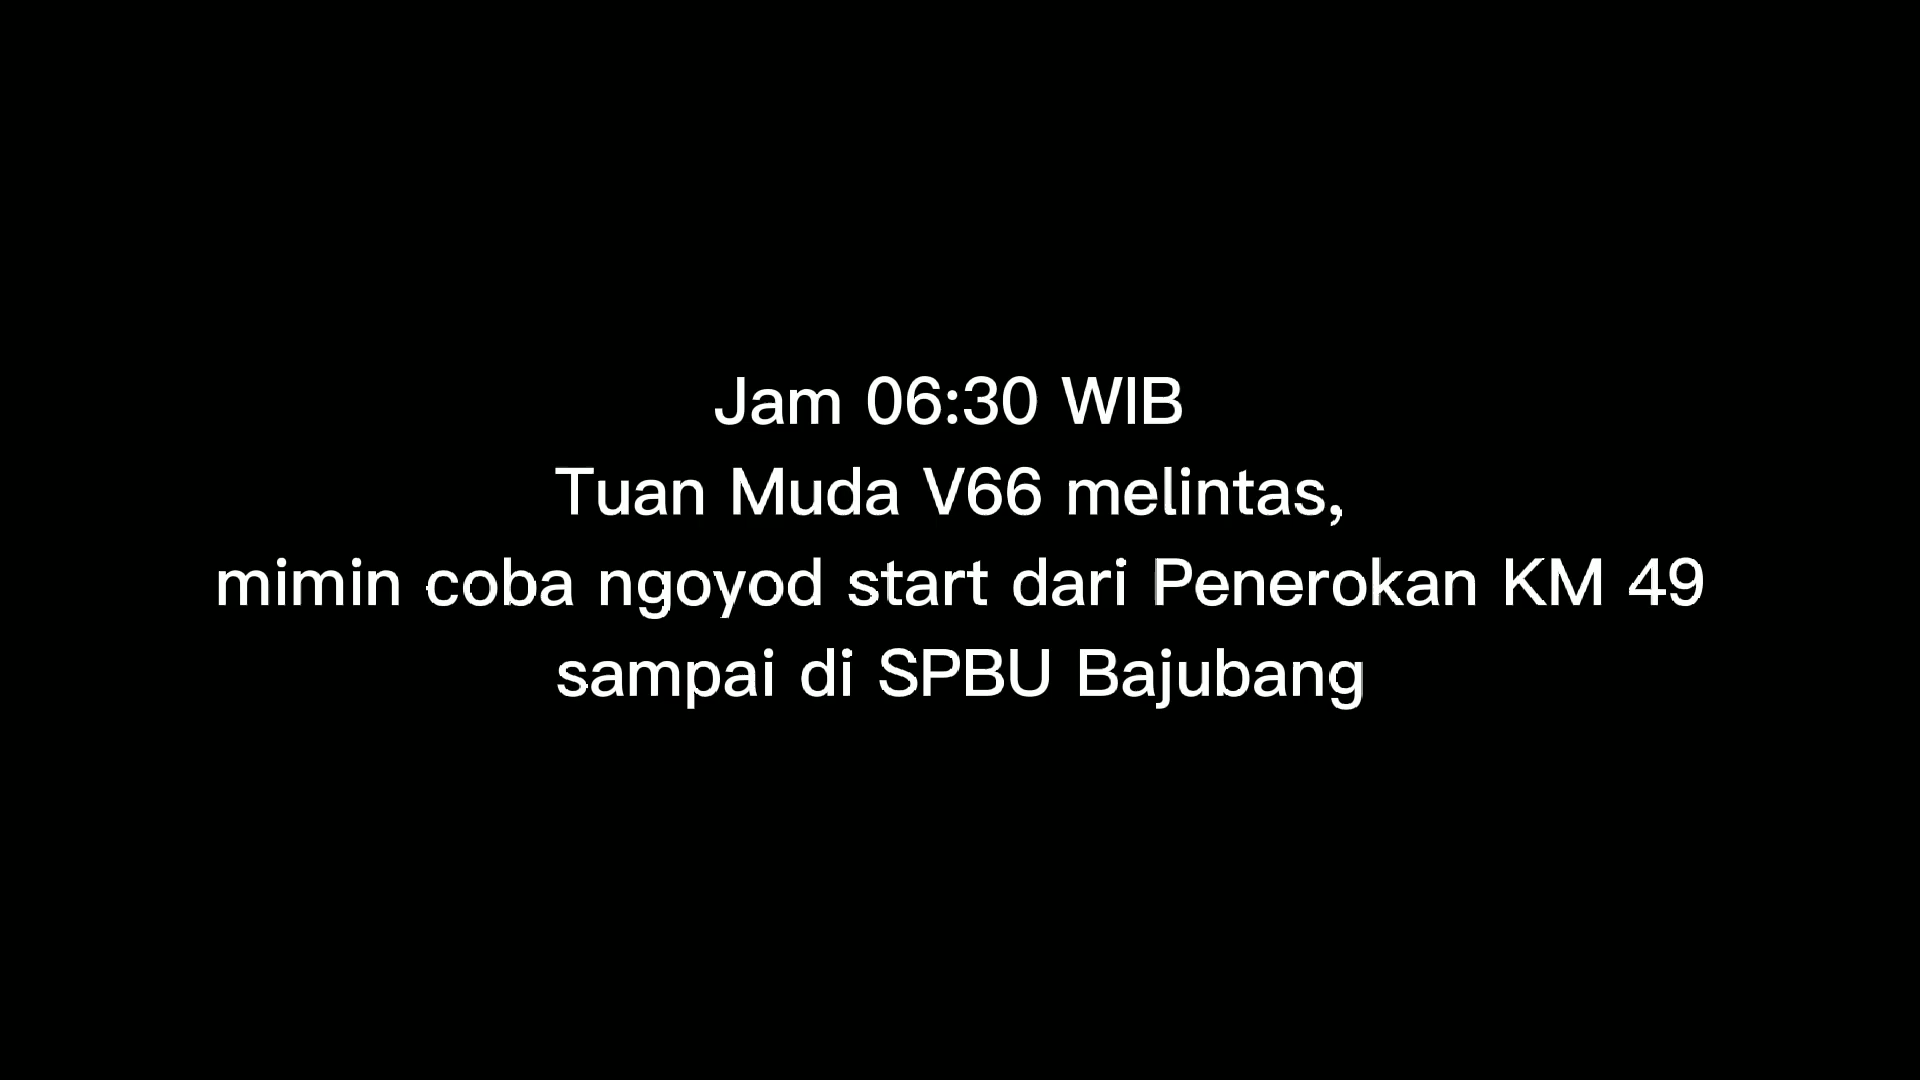 Jam 06:30 WIB
Tuan Muda V66 melintas,
mimin coba ngoyod start dari Penerokan KM 49
sampai di SPBU Bajubang